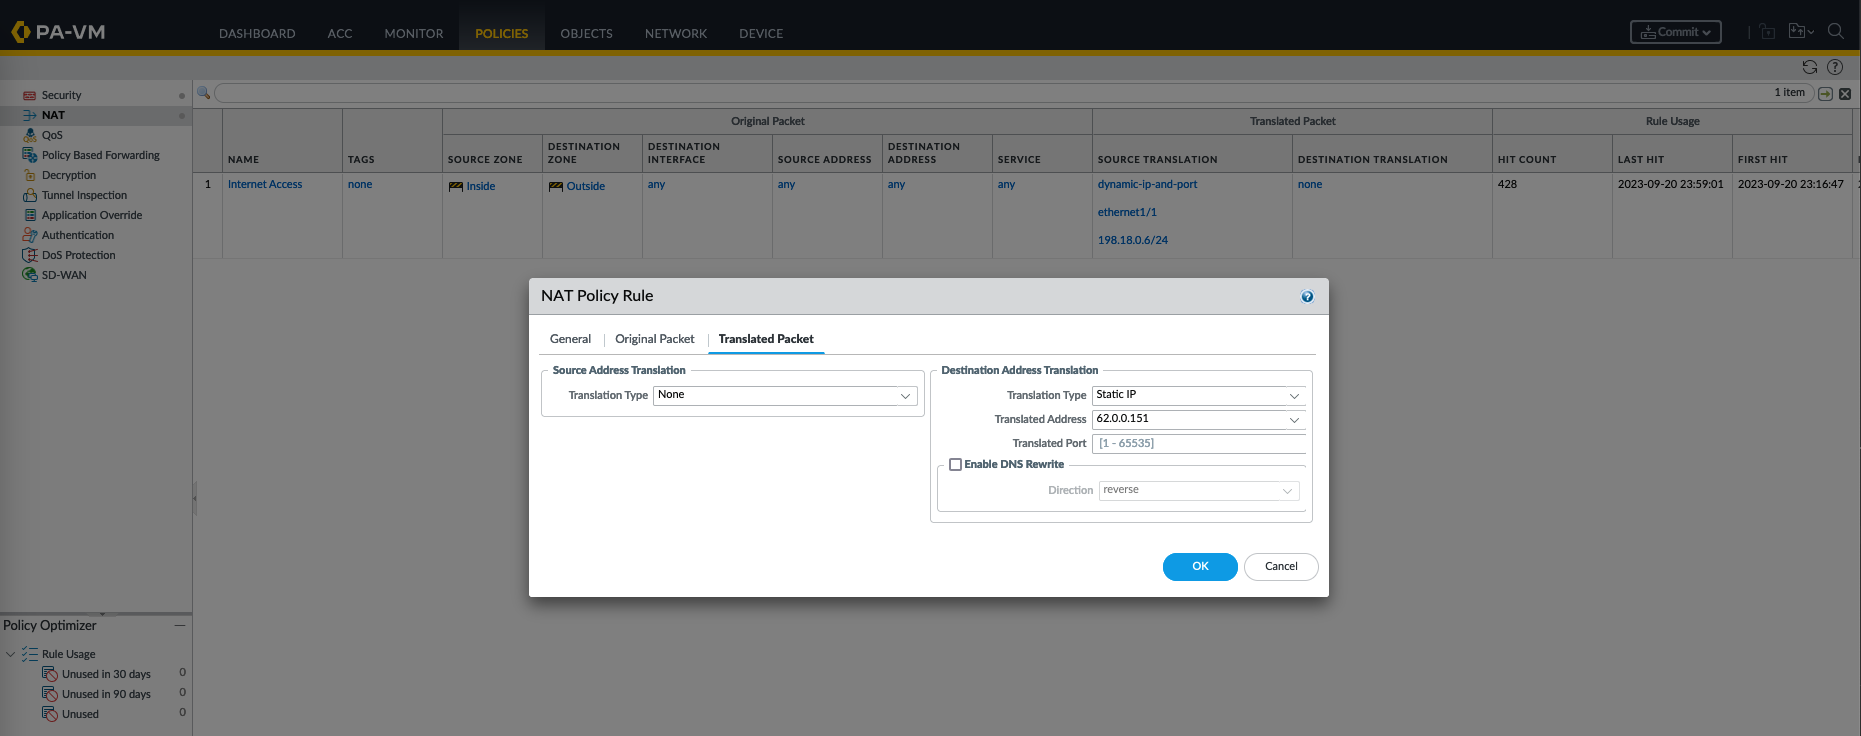 PA-VM
DASHBOARD ACC MONITOR POLICIES OBJECTS NETWORK DEVICE
Commit
Security
NAT
QoS
Policy Based Forwarding
Decryption
Tunnel Inspection
Application Override
Authentication
DoS Protection
SD-WAN
1 item
Original Packet Translated Packet Rule Usage
NAME TAGS SOURCE ZONE DESTINATION ZONE DESTINATION INTERFACE SOURCE ADDRESS DESTINATION ADDRESS SERVICE SOURCE TRANSLATION DESTINATION TRANSLATION HIT COUNT LAST HIT FIRST HIT
1 Internet Access none Inside Outside any any any any dynamic-ip-and-port none 428 2023-09-20 23:59:01 2023-09-20 23:16:47
ethernet1/1
198.18.0.6/24
NAT Policy Rule
General Original Packet Translated Packet
Source Address Translation
Translation Type None
Destination Address Translation
Translation Type Static IP
Translated Address 62.0.0.151
Translated Port [1 - 65535]
Enable DNS Rewrite
Direction reverse
OK Cancel
Policy Optimizer
Rule Usage
Unused in 30 days 0
Unused in 90 days 0
Unused 0